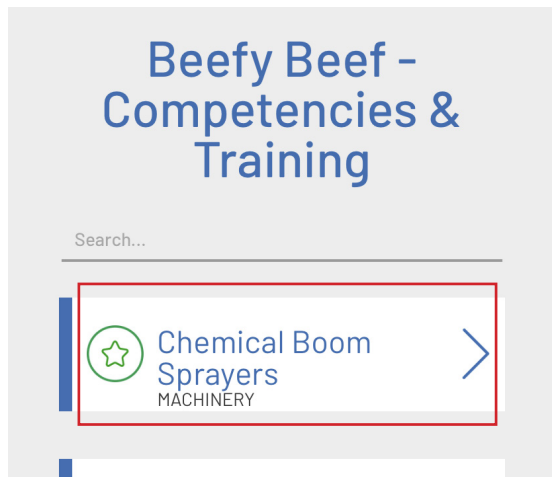 Beefy Beef -
Competencies &
Training
Search...
Chemical Boom
Sprayers
MACHINERY